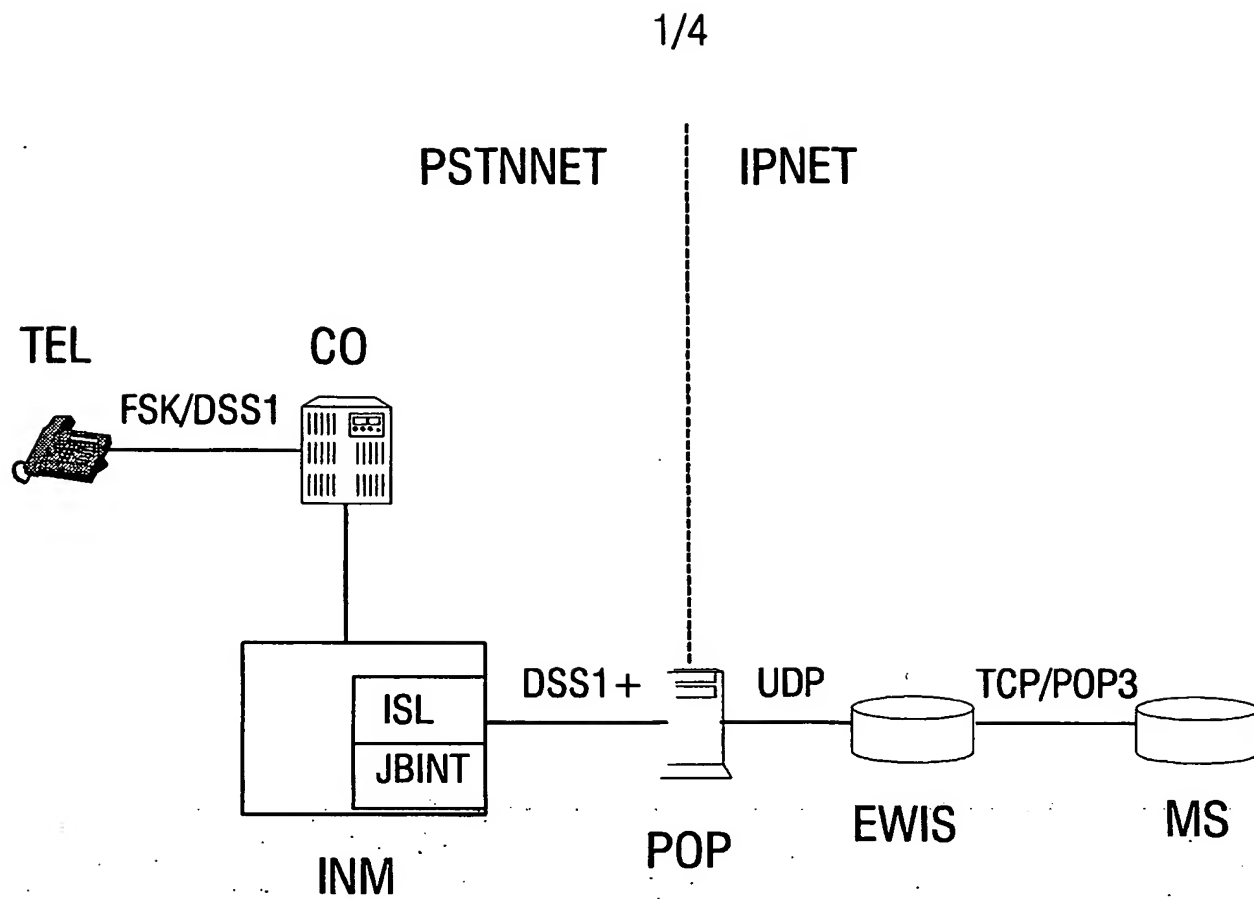 1/4
PSTNNET
IPNET
TEL
CO
FSK/DSS1
ISL
JBINT
DSS1+
UDP
TCP/POP3
INM
POP
EWIS
MS